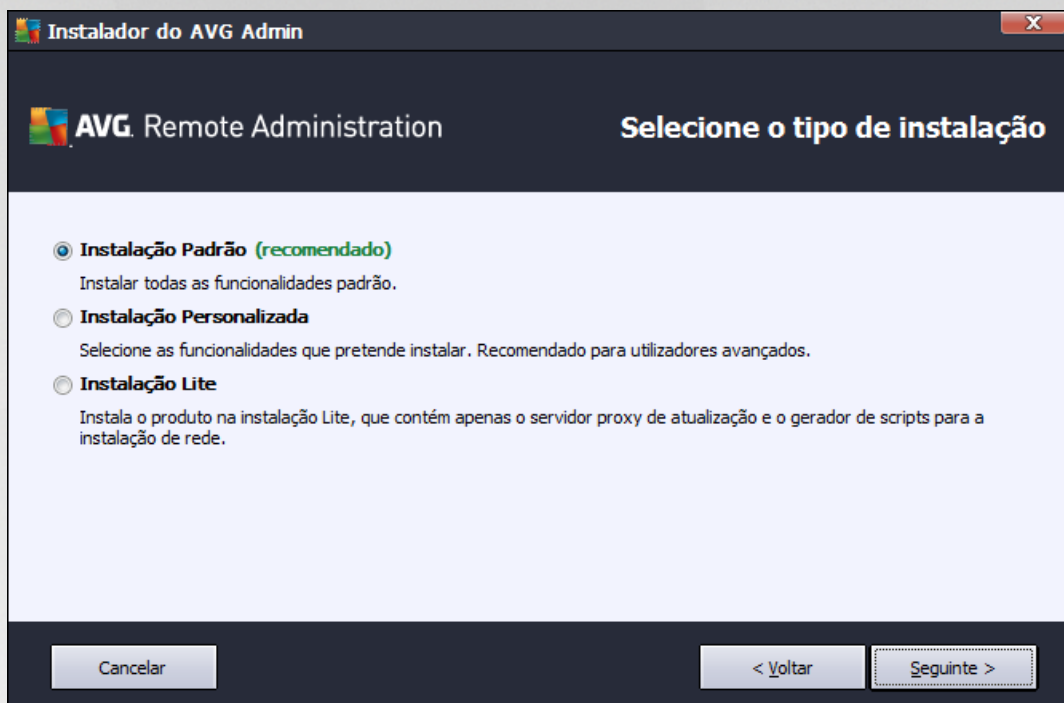 Instalador do AVG Admin
X
AVG. Remote Administration
Selecione o tipo de instalação
Instalação Padrão (recomendado)
Instalar todas as funcionalidades padrão.
Instalação Personalizada
Selecione as funcionalidades que pretende instalar. Recomendado para utilizadores avançados.
Instalação Lite
Instala o produto na instalação Lite, que contém apenas o servidor proxy de atualização e o gerador de scripts para a
instalação de rede.
Cancelar
< Voltar
Seguinte >